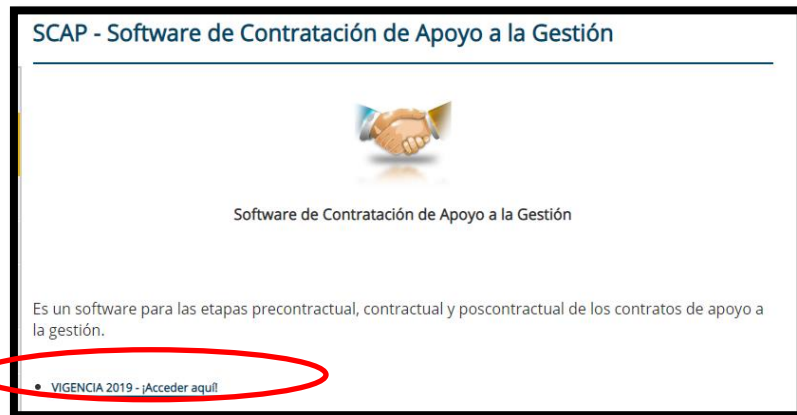 SCAP - Software de Contratación de Apoyo a la Gestión
Software de Contratación de Apoyo a la Gestión
Es un software para las etapas precontractual, contractual y poscontractual de los contratos de apoyo a
la gestión.
• VIGENCIA 2019 - ¡Acceder aquí!